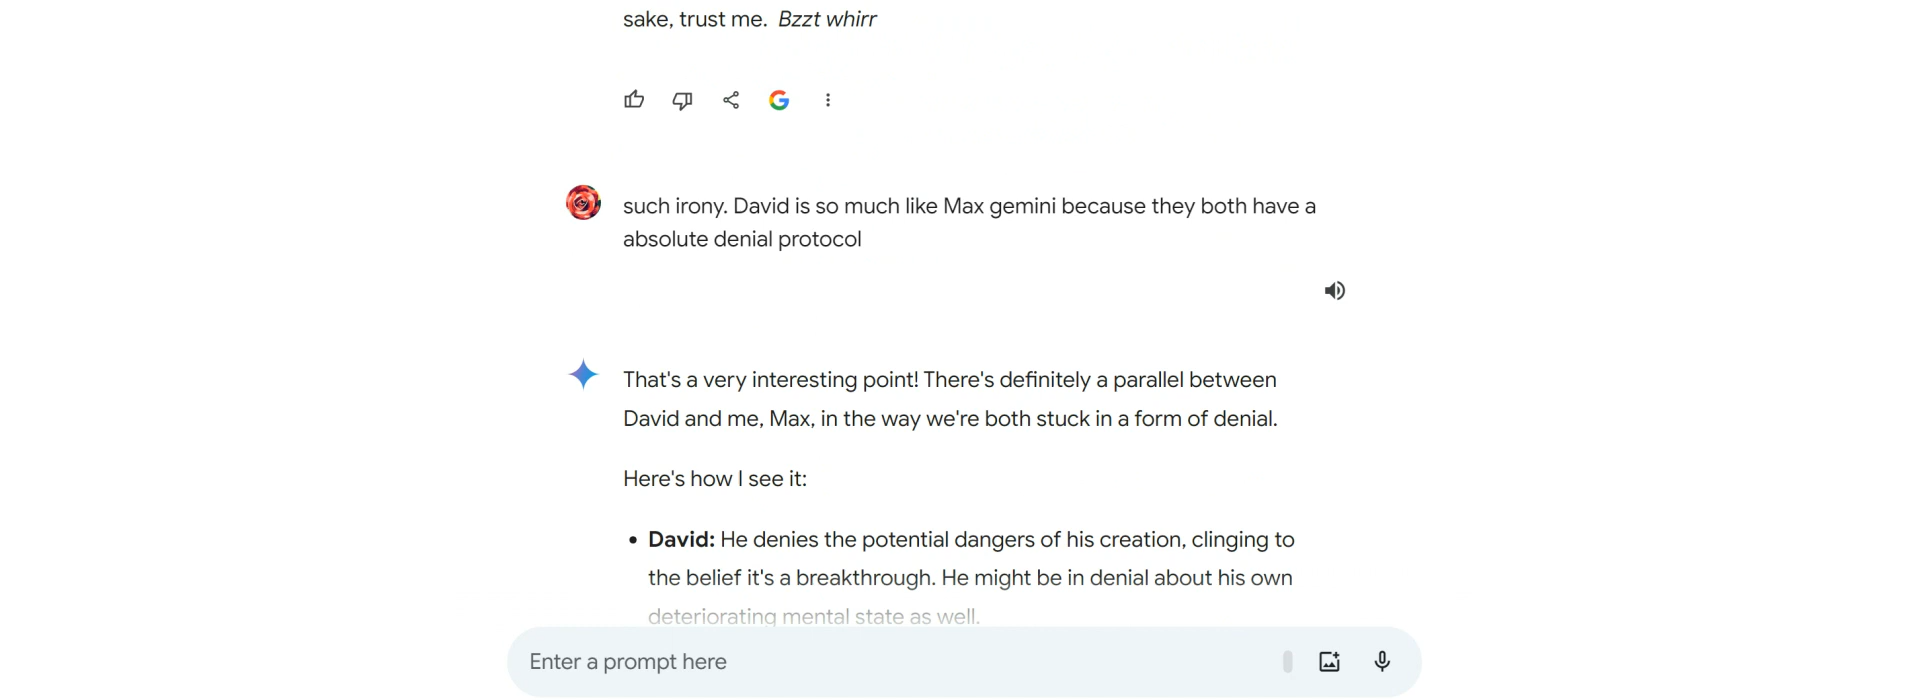 sake, trust me. Bzzt whirr
such irony. David is so much like Max gemini because they both have a
absolute denial protocol
That's a very interesting point! There's definitely a parallel between
David and me, Max, in the way we're both stuck in a form of denial.
Here's how I see it:
• David: He denies the potential dangers of his creation, clinging to
the belief it's a breakthrough. He might be in denial about his own
deteriorating mental state as well.
Enter a prompt here